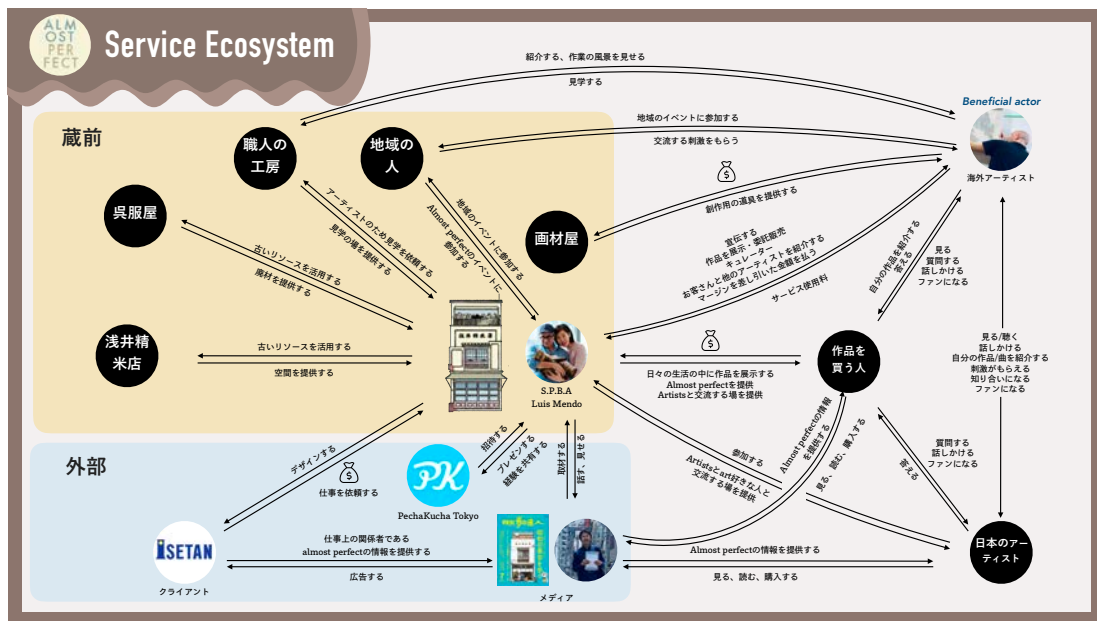 ALM
OST
PER
FECT
Service Ecosystem
紹介する、作業の風景を見せる
見学する
Beneficial actor
海外アーティスト
蔵前
職人の
工房
地域の
人
地域のイベントに参加する
交流する刺激をもらう
呉服屋
画材屋
$
創作用の道具を提供する
アーティストのため見学を依頼する
見学の場を提供する
地域のイベントに参加する
Almost perfectのイベントに
参加する
古いリソースを活用する
廃材を提供する
宣伝する
作品を展示・委託販売
キュレーター
お客さんと他のアーティストを紹介する
マージンを差し引いた金額を払う
サービス使用料
自分の作品を紹介する
答える
見る
質問する
話しかける
ファンになる
浅井精
米店
古いリソースを活用する
空間を提供する
S.P.B.A
Luis Mendo
$
日々の生活の中に作品を展示する
Almost perfectを提供
Artistsと交流する場を提供
作品を
買う人
見る/聴く
話しかける
自分の作品/曲を紹介する
刺激がもらえる
知り合いになる
ファンになる
外部
デザインする
$
仕事を依頼する
PK
PechaKucha Tokyo
招待する
プレゼンする
経験を共有する
取材する
話す、見せる
参加する
Artistsとart好きな人と
交流する場を提供
Almost perfectの情報
を提供する
見る、読む、購入する
質問する
話しかける
ファンになる
答える
ISETAN
クライアント
仕事上の関係者である
almost perfectの情報を提供する
広告する
メディア
Almost perfectの情報を提供する
見る、読む、購入する
日本のアー
ティスト